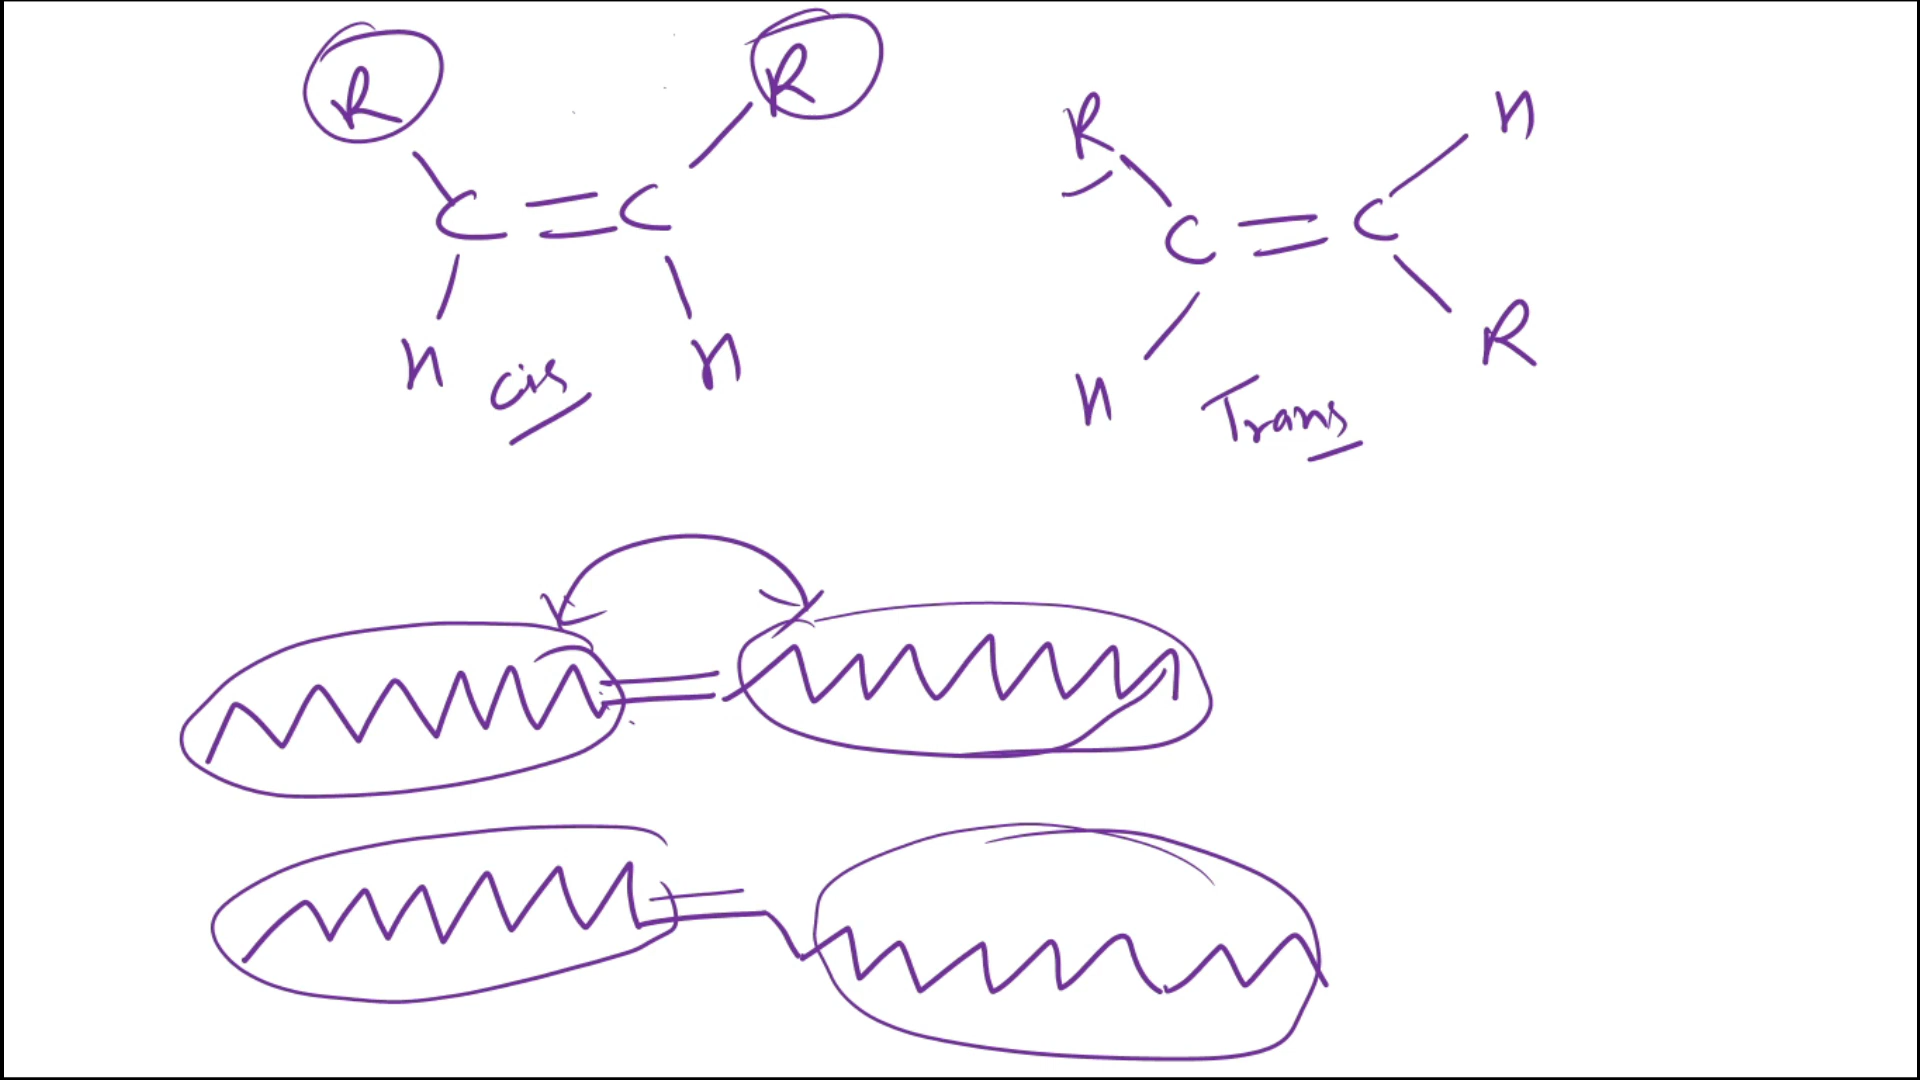 R R
C = C
H H
cis
R H
C = C
H R
Trans